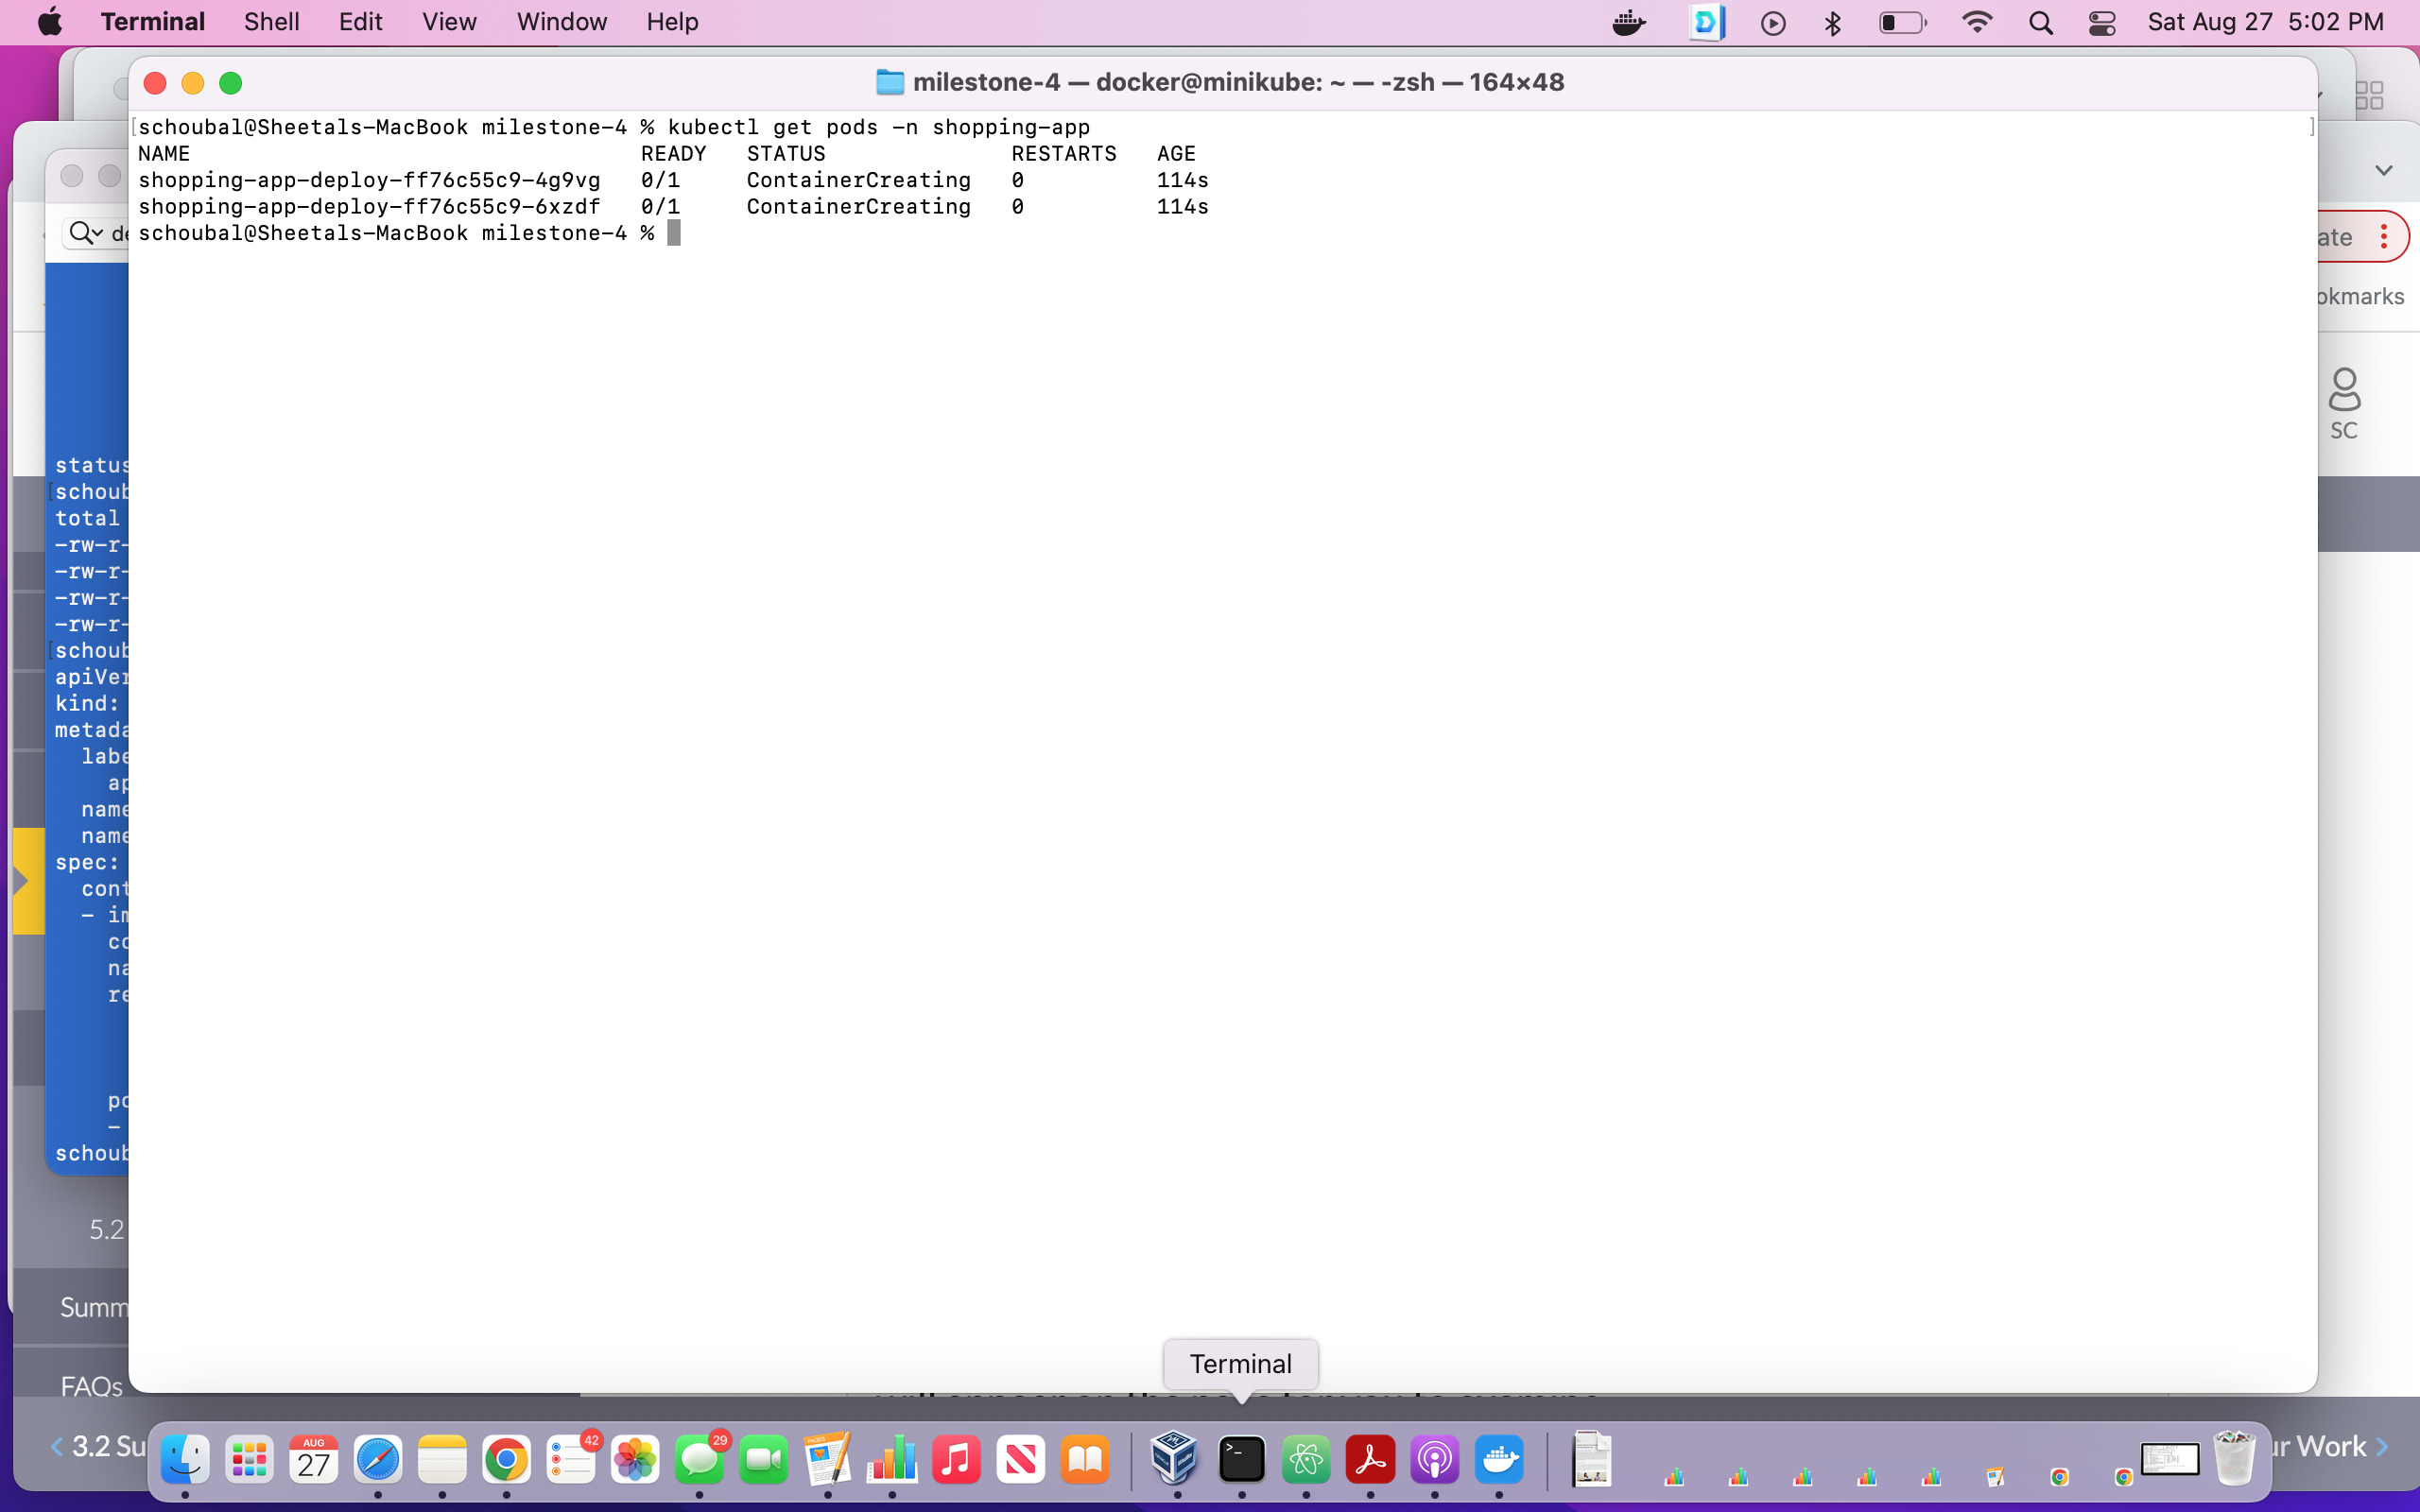 Terminal Shell Edit View Window Help Sat Aug 27 5:02 PM
milestone-4 — docker@minikube: ~ — -zsh — 164×48
[schoubal@Sheetals-MacBook milestone-4 % kubectl get pods -n shopping-app ]
NAME READY STATUS RESTARTS AGE
shopping-app-deploy-ff76c55c9-4g9vg 0/1 ContainerCreating 0 114s
shopping-app-deploy-ff76c55c9-6xzdf 0/1 ContainerCreating 0 114s
schoubal@Sheetals-MacBook milestone-4 %
de
ate
okmarks
SC
status
[schoub
total
-rw-r-
-rw-r-
-rw-r-
-rw-r-
[schoub
apiVer
kind:
metada
labe
ap
name
name
spec:
cont
- im
co
na
re
po
-
schoub
5.2
Summ
FAQs
Terminal
3.2 Su
ur Work
AUG
27
42
29
PAGES